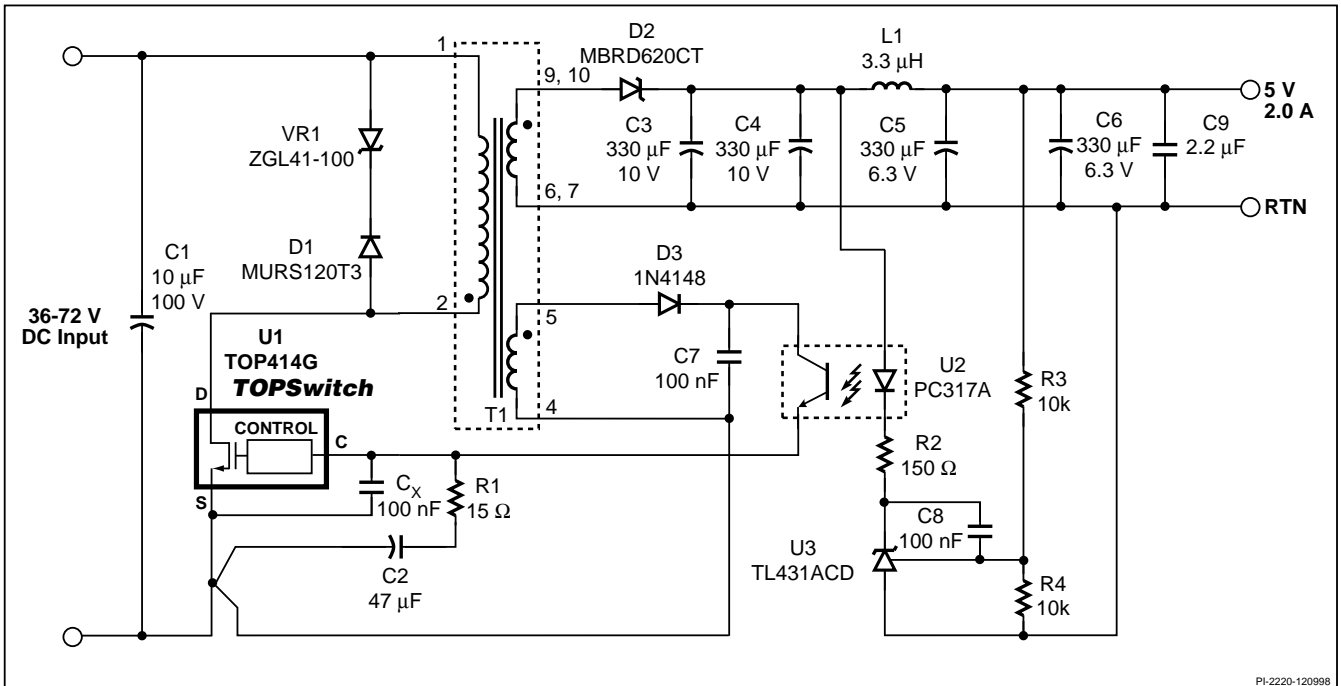 D2
MBRD620CT
L1
3.3 µH
1
9, 10
5 V
2.0 A
VR1
ZGL41-100
C3
330 µF
10 V
C4
330 µF
10 V
C5
330 µF
6.3 V
C6
330 µF
6.3 V
C9
2.2 µF
6, 7
RTN
D1
MURS120T3
C1
10 µF
100 V
D3
1N4148
36-72 V
DC Input
2
5
U1
TOP414G
TOPSwitch
C7
100 nF
U2
PC317A
R3
10k
D
T1
4
CONTROL
C
R2
150 Ω
S
CX
100 nF
R1
15 Ω
C8
100 nF
U3
TL431ACD
C2
47 µF
R4
10k
PI-2220-120998